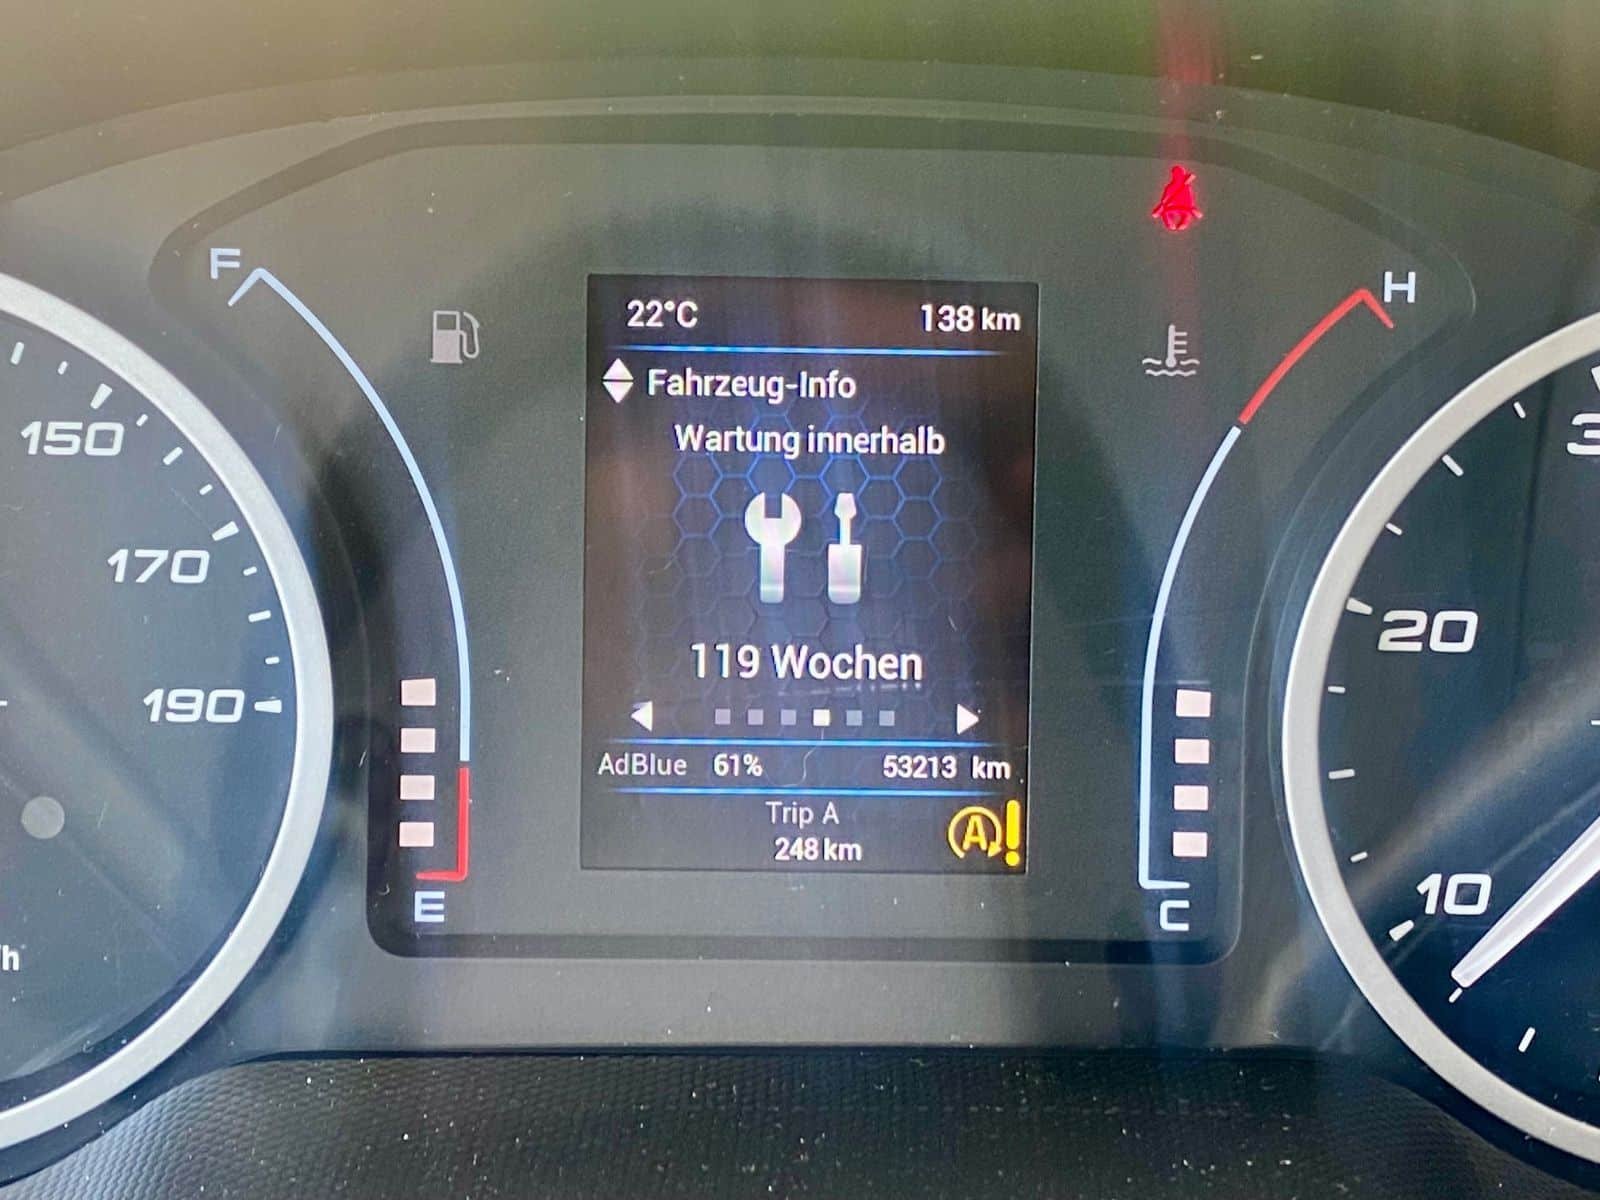 F
H
22°C 138 km
Fahrzeug-Info
Wartung innerhalb
150
170
190
119 Wochen
20
AdBlue 61% 53213 km
Trip A
A!
248 km
10
E
C